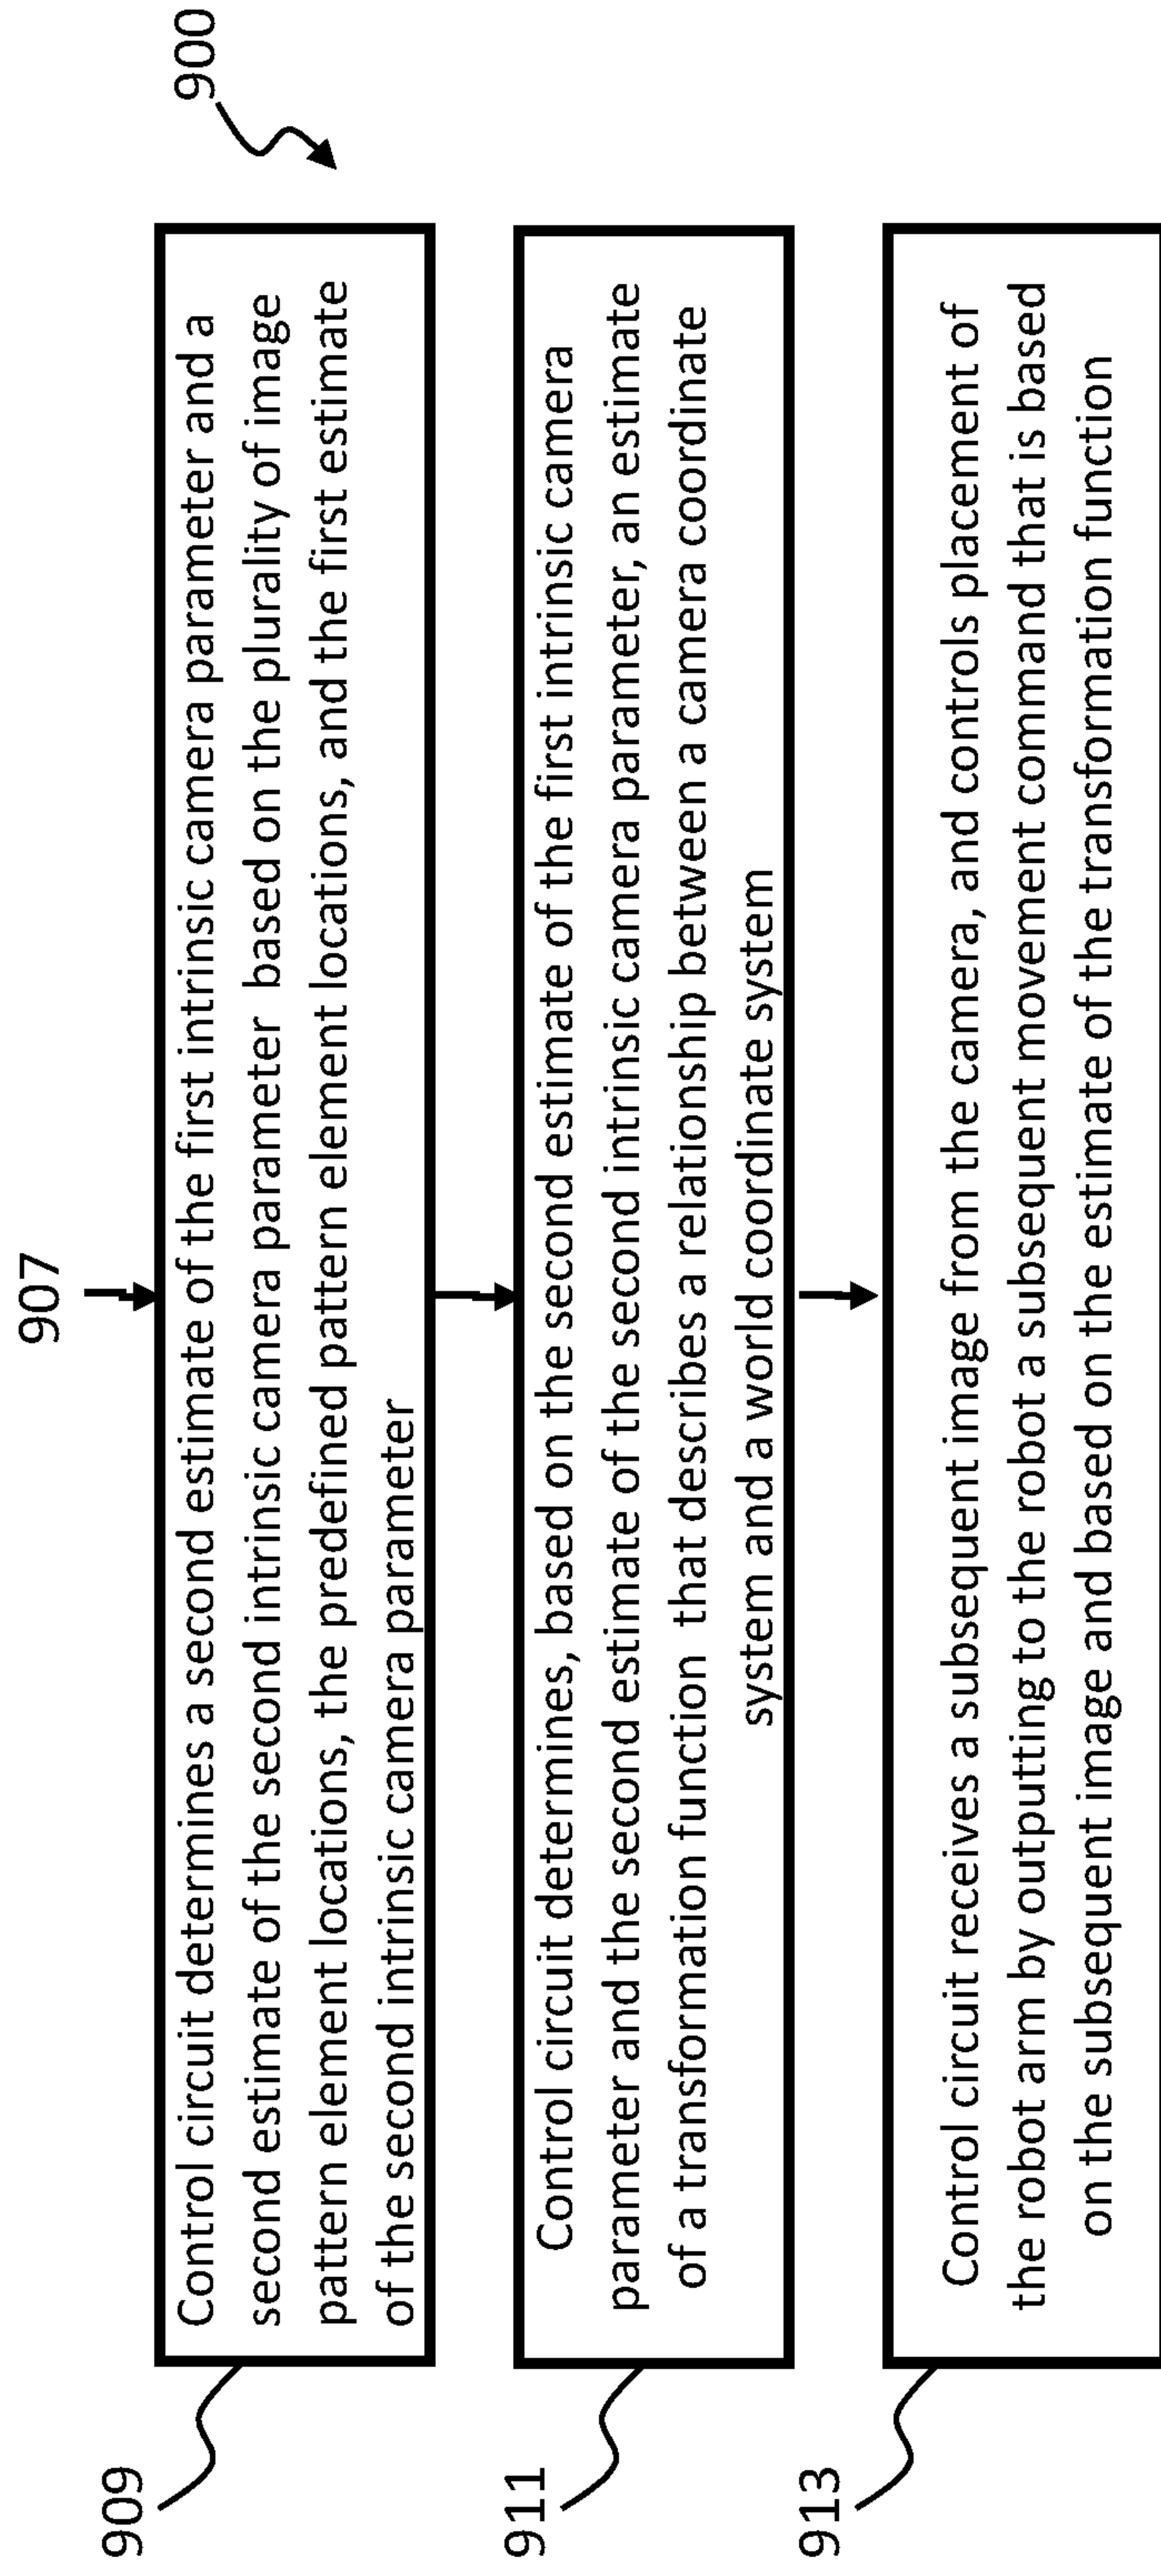 907
900
909
Control circuit determines a second estimate of the first intrinsic camera parameter and a
second estimate of the second intrinsic camera parameter based on the plurality of image
pattern element locations, the predefined pattern element locations, and the first estimate
of the second intrinsic camera parameter
911
Control circuit determines, based on the second estimate of the first intrinsic camera
parameter and the second estimate of the second intrinsic camera parameter, an estimate
of a transformation function that describes a relationship between a camera coordinate
system and a world coordinate system
913
Control circuit receives a subsequent image from the camera, and controls placement of
the robot arm by outputting to the robot a subsequent movement command that is based
on the subsequent image and based on the estimate of the transformation function